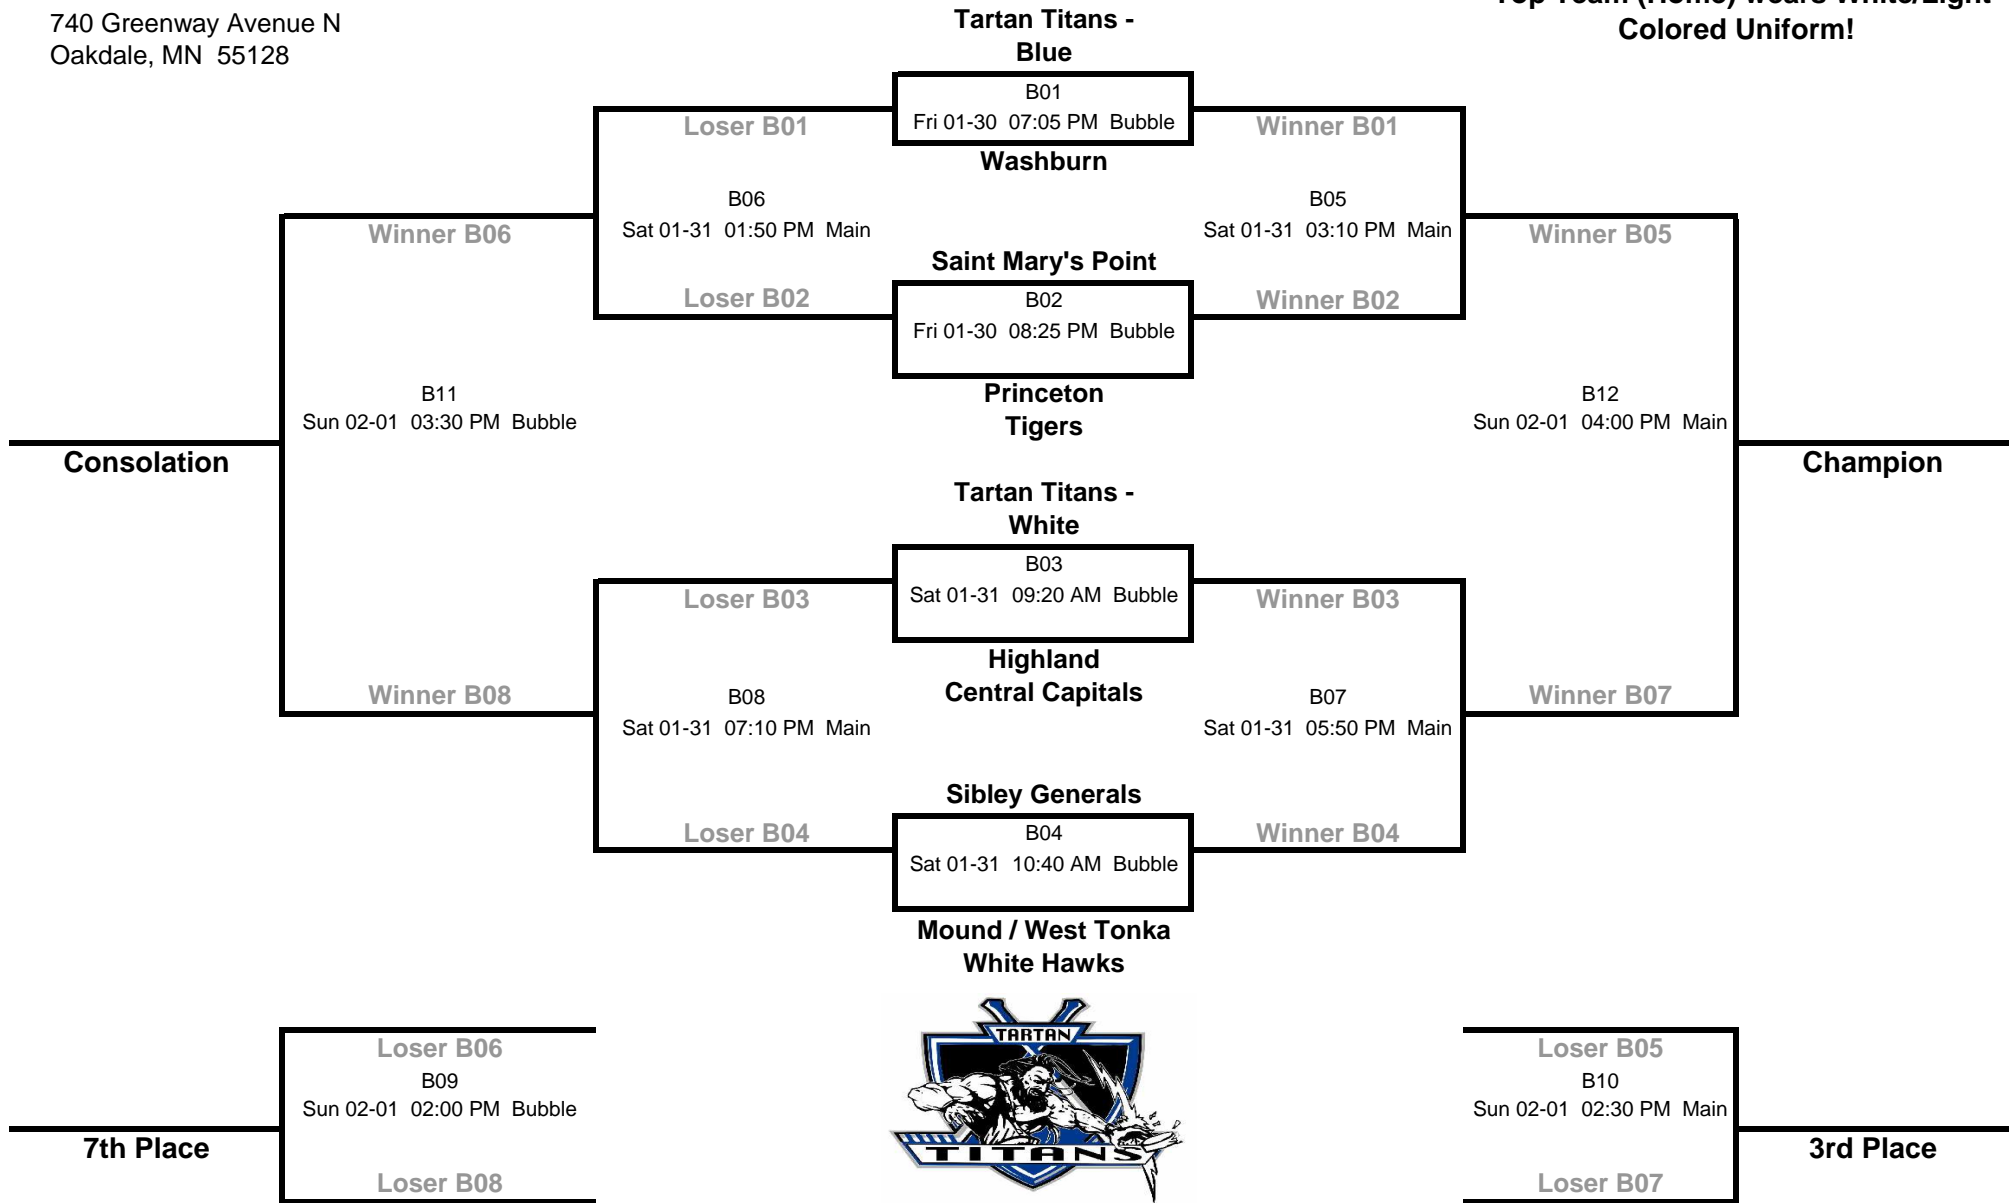 740 Greenway Avenue N
Oakdale, MN 55128
Top Team (Home) wears White/Light
Colored Uniform!
Tartan Titans -
Blue
B01
Fri 01-30 07:05 PM Bubble
Washburn
Loser B01
Winner B01
B06
Sat 01-31 01:50 PM Main
B05
Sat 01-31 03:10 PM Main
Winner B06
Winner B05
Saint Mary's Point
Loser B02
B02
Fri 01-30 08:25 PM Bubble
Winner B02
Princeton
Tigers
B11
Sun 02-01 03:30 PM Bubble
B12
Sun 02-01 04:00 PM Main
Consolation
Champion
Tartan Titans -
White
B03
Sat 01-31 09:20 AM Bubble
Loser B03
Winner B03
Highland
Central Capitals
Winner B08
B08
Sat 01-31 07:10 PM Main
B07
Sat 01-31 05:50 PM Main
Winner B07
Sibley Generals
Loser B04
B04
Sat 01-31 10:40 AM Bubble
Winner B04
Mound / West Tonka
White Hawks
Loser B06
B09
Sun 02-01 02:00 PM Bubble
7th Place
Loser B08
TARTAN
TITANS
Loser B05
B10
Sun 02-01 02:30 PM Main
3rd Place
Loser B07